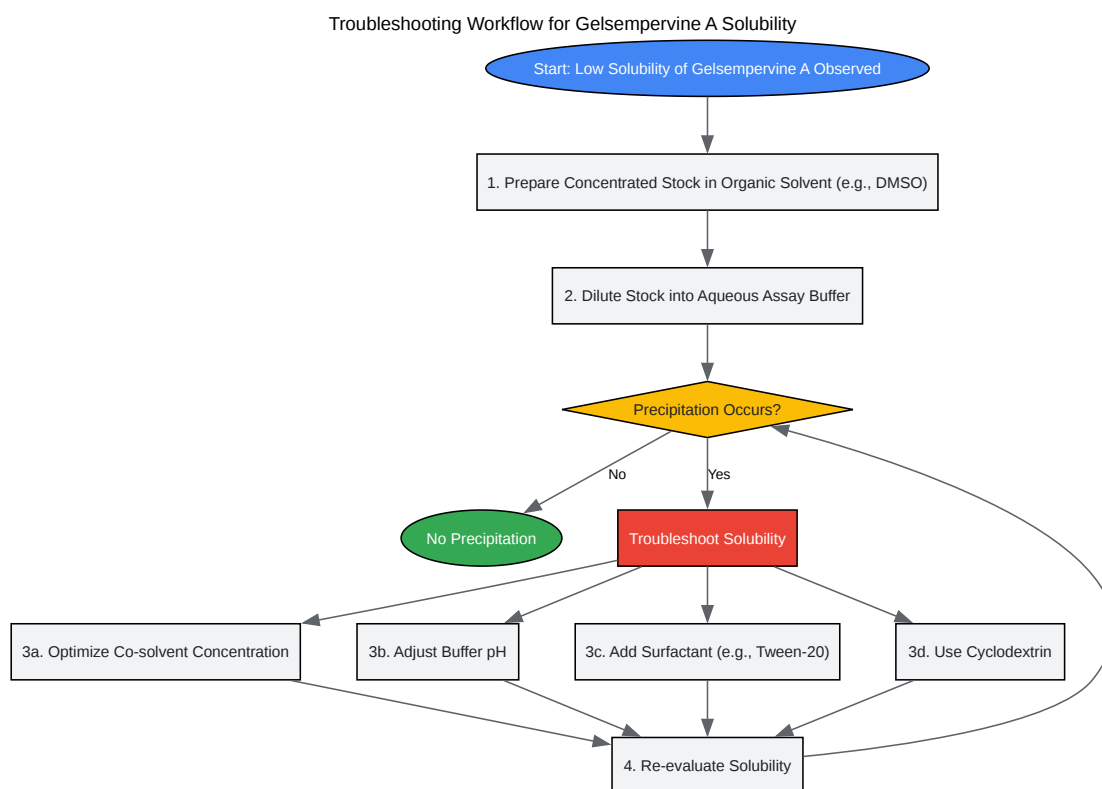 Troubleshooting Workflow for Gelsempervine A Solubility
Start: Low Solubility of Gelsempervine A Observed
1. Prepare Concentrated Stock in Organic Solvent (e.g., DMSO)
2. Dilute Stock into Aqueous Assay Buffer
Precipitation Occurs?
No
Yes
No Precipitation
Troubleshoot Solubility
3a. Optimize Co-solvent Concentration
3b. Adjust Buffer pH
3c. Add Surfactant (e.g., Tween-20)
3d. Use Cyclodextrin
4. Re-evaluate Solubility